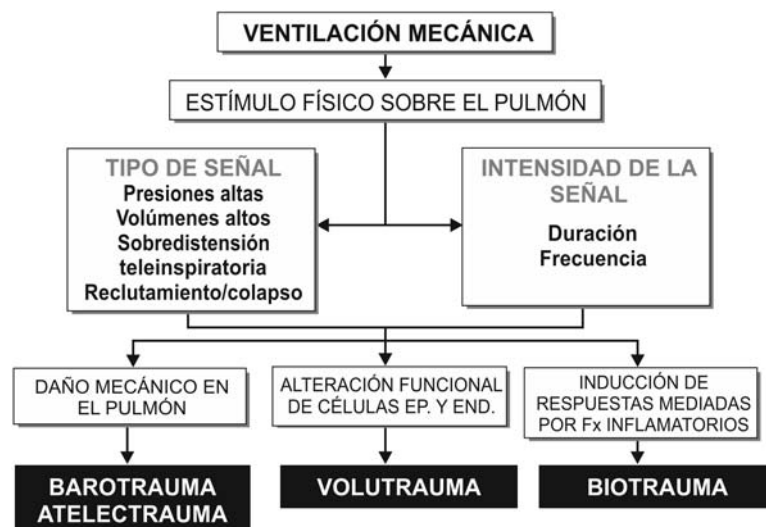 VENTILACIÓN MECÁNICA
ESTÍMULO FÍSICO SOBRE EL PULMÓN
TIPO DE SEÑAL
Presiones altas
Volúmenes altos
Sobredistensión
teleinspiratoria
Reclutamiento/colapso
INTENSIDAD DE LA
SEÑAL
Duración
Frecuencia
DAÑO MECÁNICO EN
EL PULMÓN
ALTERACIÓN FUNCIONAL
DE CÉLULAS EP. Y END.
INDUCCIÓN DE
RESPUESTAS MEDIADAS
POR Fx INFLAMATORIOS
BAROTRAUMA
ATELECTRAUMA
VOLUTRAUMA
BIOTRAUMA